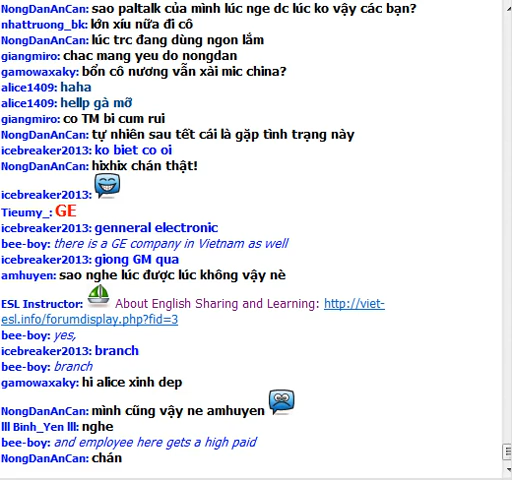 NongDanAnCan: sao paltalk của mình lúc nge dc lúc ko vậy các bạn?
nhattruong_bk: lớn xíu nữa đi cô
NongDanAnCan: lúc trc đang dùng ngon lắm
giangmiro: chac mang yeu do nongdan
gamowaxaky: bổn cô nương vẫn xài mic china?
alice1409: haha
alice1409: hellp gà mỡ
giangmiro: co TM bi cum rui
NongDanAnCan: tự nhiên sau tết cái là gặp tình trạng này
icebreaker2013: ko biet co oi
NongDanAnCan: hixhix chán thật!
icebreaker2013:
Tieumy_: GE
icebreaker2013: genneral electronic
bee-boy: there is a GE company in Vietnam as well
icebreaker2013: giong GM qua
amhuyen: sao nghe lúc được lúc không vậy nè
ESL Instructor: About English Sharing and Learning: http://viet-
esl.info/forumdisplay.php?fid=3
bee-boy: yes,
icebreaker2013: branch
bee-boy: branch
gamowaxaky: hi alice xinh dep
NongDanAnCan: mình cũng vậy ne amhuyen
lll Binh_Yen lll: nghe
bee-boy: and employee here gets a high paid
NongDanAnCan: chán